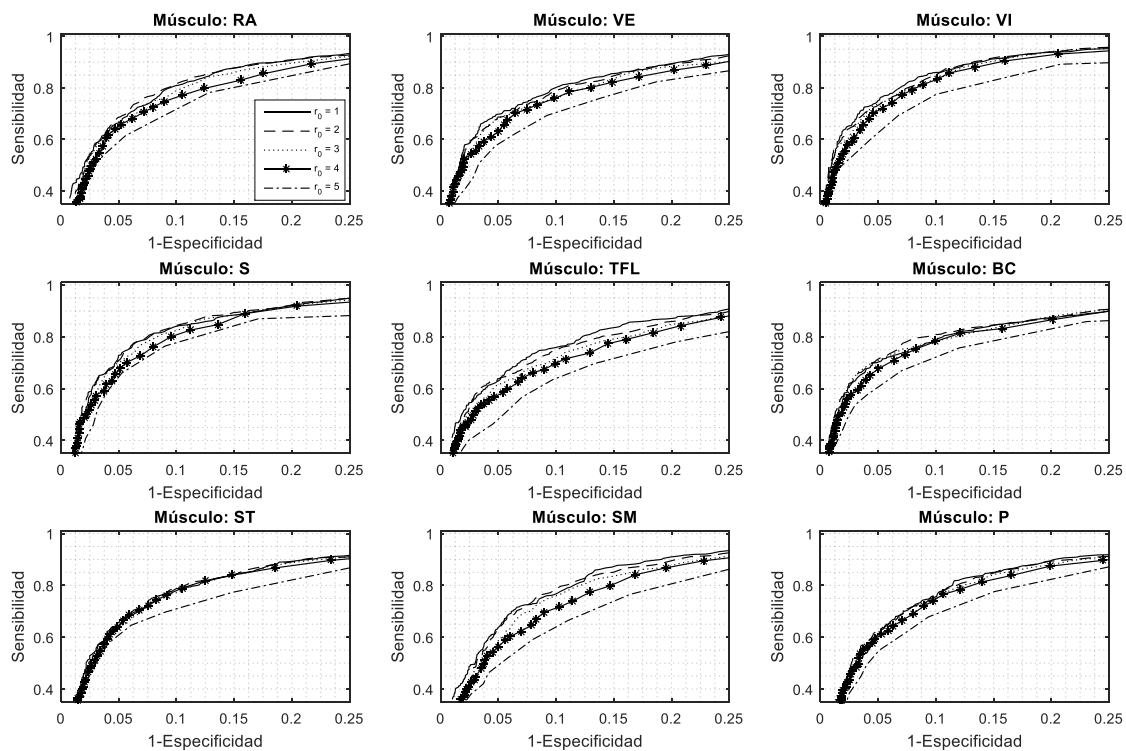 Músculo: RA
Músculo: VE
Músculo: VI
1
0.8
0.6
0.4
Sensibilidad
r0 = 1
r0 = 2
r0 = 3
r0 = 4
r0 = 5
0 0.05 0.1 0.15 0.2 0.25
1-Especificidad
1
0.8
0.6
0.4
Sensibilidad
0 0.05 0.1 0.15 0.2 0.25
1-Especificidad
1
0.8
0.6
0.4
Sensibilidad
0 0.05 0.1 0.15 0.2 0.25
1-Especificidad
Músculo: S
Músculo: TFL
Músculo: BC
1
0.8
0.6
0.4
Sensibilidad
0 0.05 0.1 0.15 0.2 0.25
1-Especificidad
1
0.8
0.6
0.4
Sensibilidad
0 0.05 0.1 0.15 0.2 0.25
1-Especificidad
1
0.8
0.6
0.4
Sensibilidad
0 0.05 0.1 0.15 0.2 0.25
1-Especificidad
Músculo: ST
Músculo: SM
Músculo: P
1
0.8
0.6
0.4
Sensibilidad
0 0.05 0.1 0.15 0.2 0.25
1-Especificidad
1
0.8
0.6
0.4
Sensibilidad
0 0.05 0.1 0.15 0.2 0.25
1-Especificidad
1
0.8
0.6
0.4
Sensibilidad
0 0.05 0.1 0.15 0.2 0.25
1-Especificidad